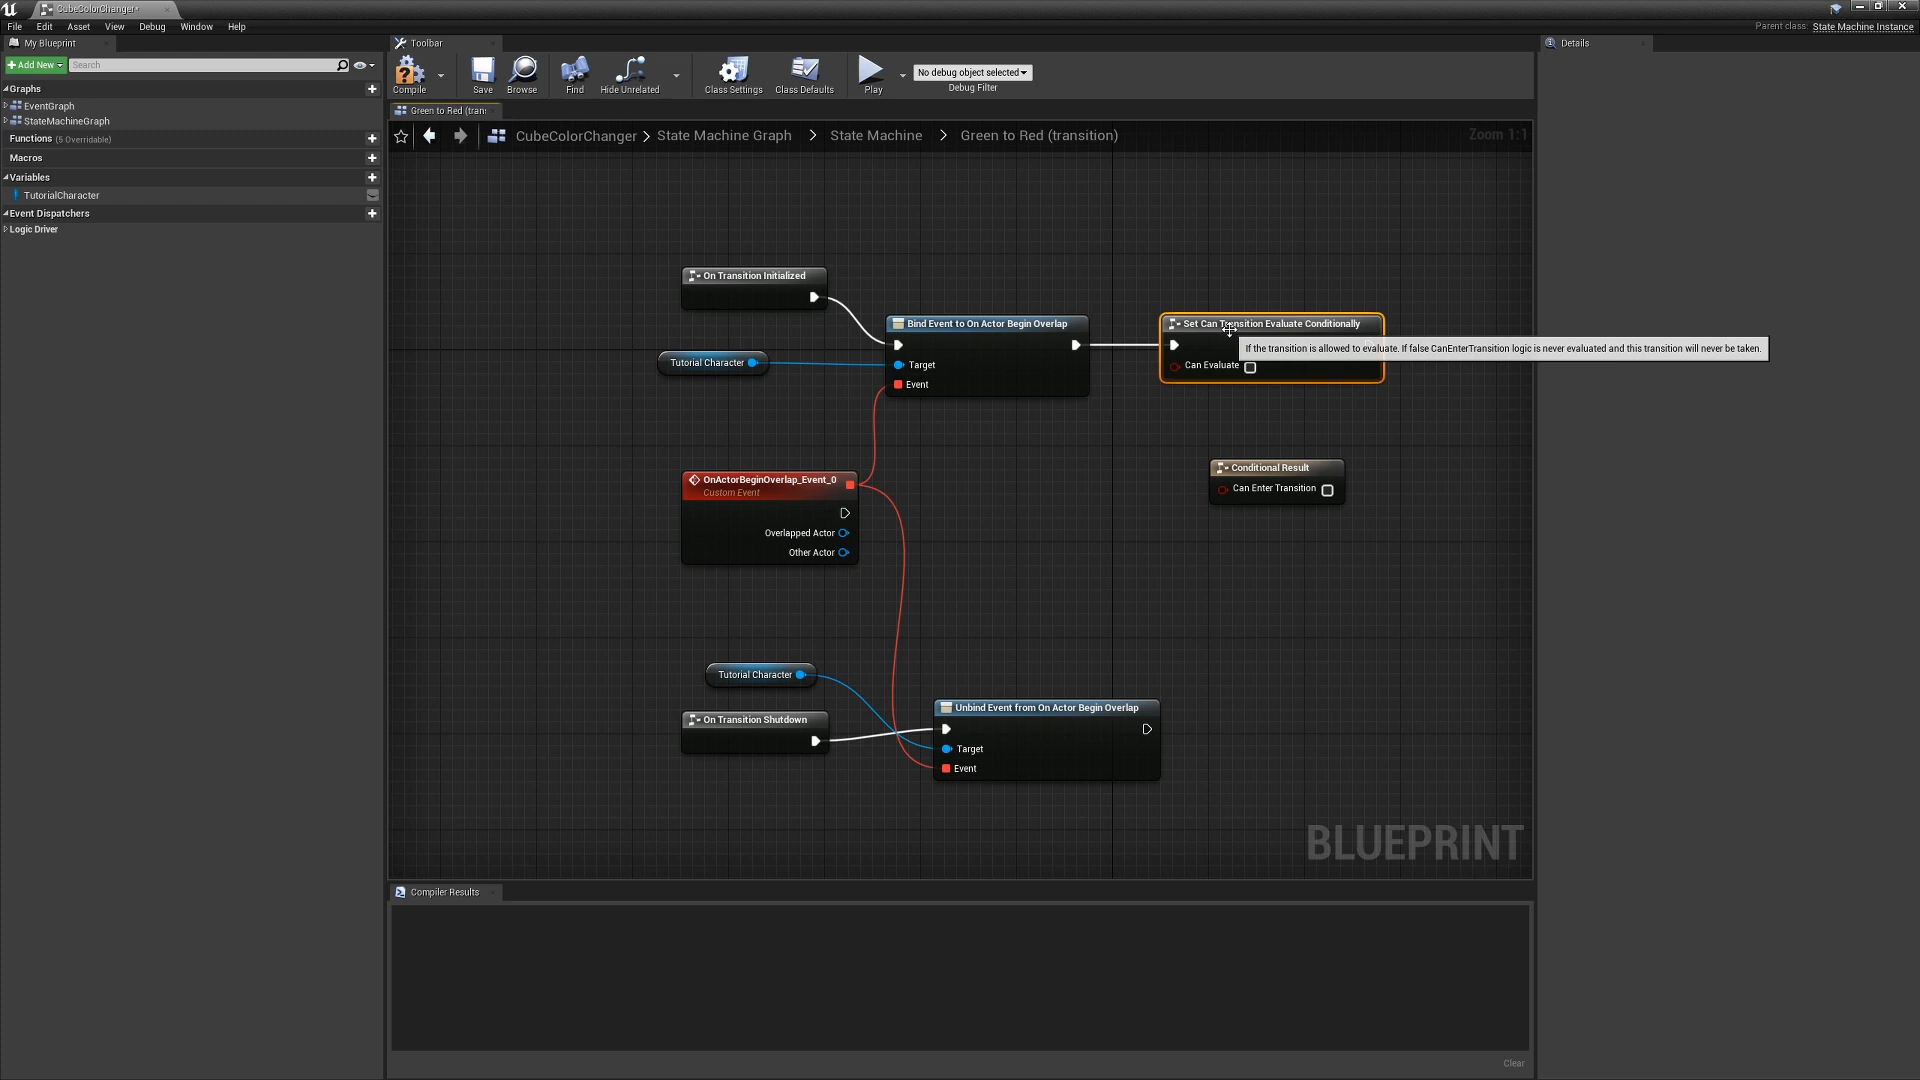 CubeColorChanger*
File Edit Asset View Debug Window Help
Parent class: State Machine Instance
My Blueprint
Toolbar
Details
Add New
Search
Compile
Save
Browse
Find
Hide Unrelated
Class Settings
Class Defaults
Play
No debug object selected
Debug Filter
Graphs
EventGraph
StateMachineGraph
Functions (5 Overridable)
Macros
Variables
TutorialCharacter
Event Dispatchers
Logic Driver
Green to Red (tran
CubeColorChanger > State Machine Graph > State Machine > Green to Red (transition)
Zoom 1:1
On Transition Initialized
Tutorial Character
Bind Event to On Actor Begin Overlap
Target
Event
Set Can Transition Evaluate Conditionally
Can Evaluate
If the transition is allowed to evaluate. If false CanEnterTransition logic is never evaluated and this transition will never be taken.
Conditional Result
Can Enter Transition
OnActorBeginOverlap_Event_0
Custom Event
Overlapped Actor
Other Actor
Tutorial Character
On Transition Shutdown
Unbind Event from On Actor Begin Overlap
Target
Event
BLUEPRINT
Compiler Results
Clear